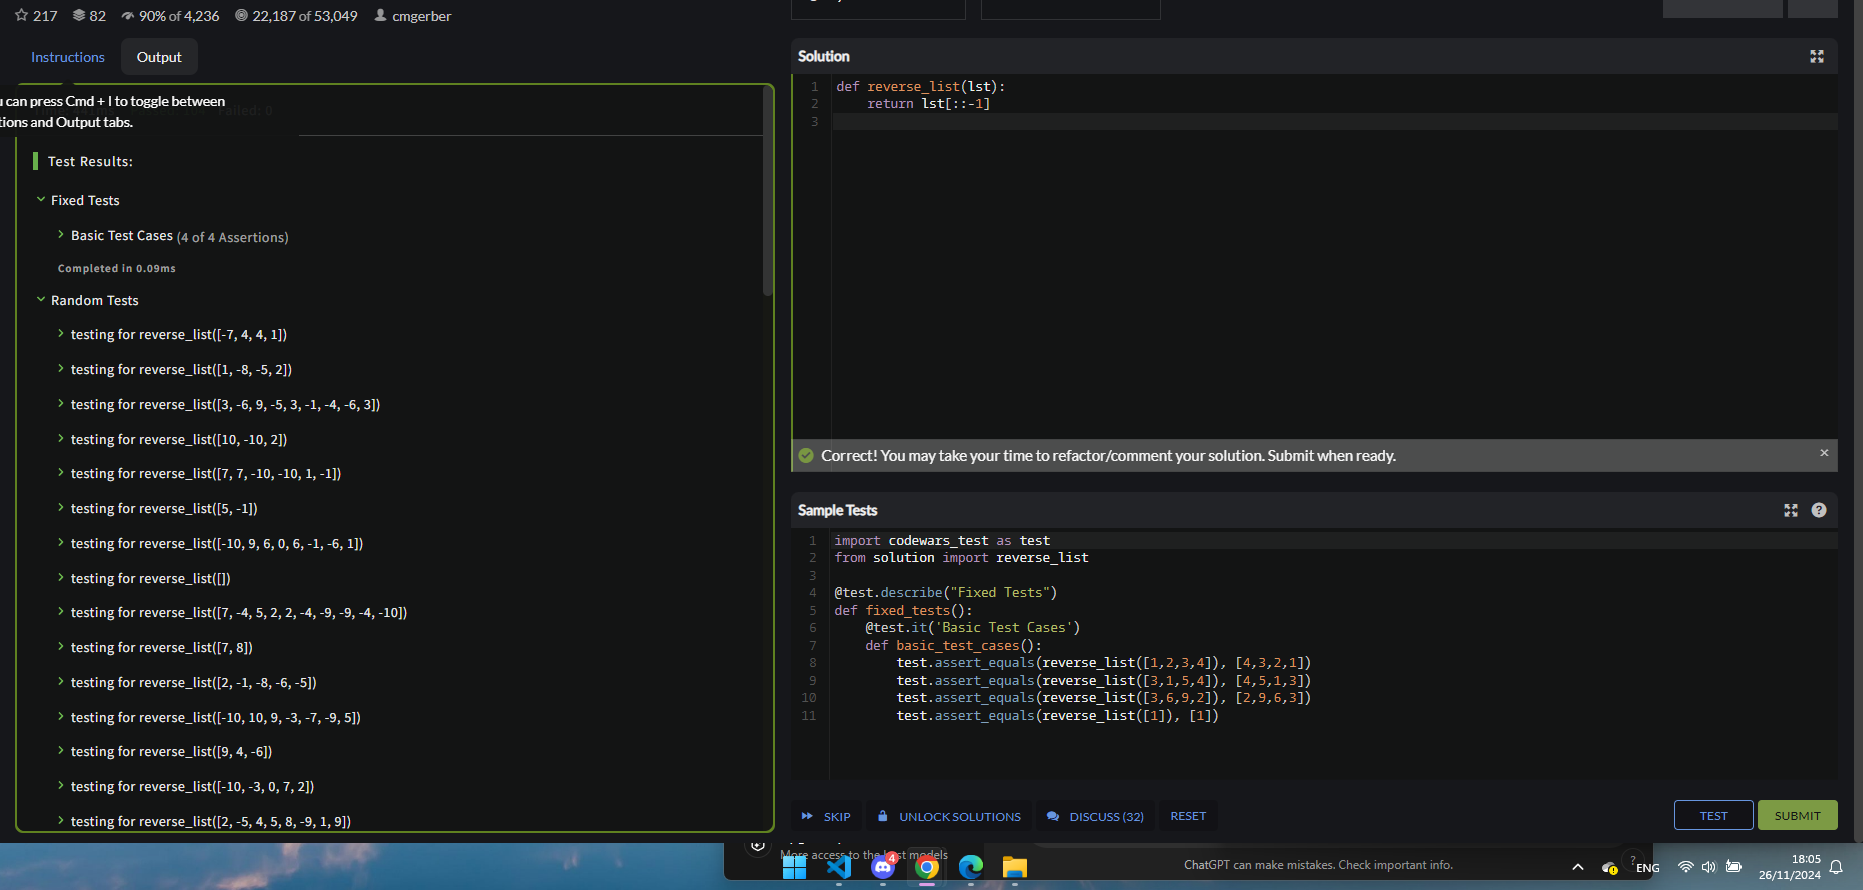 217 82 90% of 4,236 22,187 of 53,049 cmgerber
Instructions Output
can press Cmd + I to toggle between
tions and Output tabs.
Failed: 0
Test Results:
Fixed Tests
Basic Test Cases (4 of 4 Assertions)
Completed in 0.09ms
Random Tests
testing for reverse_list([-7, 4, 4, 1])
testing for reverse_list([1, -8, -5, 2])
testing for reverse_list([3, -6, 9, -5, 3, -1, -4, -6, 3])
testing for reverse_list([10, -10, 2])
testing for reverse_list([7, 7, -10, -10, 1, -1])
testing for reverse_list([5, -1])
testing for reverse_list([-10, 9, 6, 0, 6, -1, -6, 1])
testing for reverse_list([])
testing for reverse_list([7, -4, 5, 2, 2, -4, -9, -9, -4, -10])
testing for reverse_list([7, 8])
testing for reverse_list([2, -1, -8, -6, -5])
testing for reverse_list([-10, 10, 9, -3, -7, -9, 5])
testing for reverse_list([9, 4, -6])
testing for reverse_list([-10, -3, 0, 7, 2])
testing for reverse_list([2, -5, 4, 5, 8, -9, 1, 9])
Solution
1 def reverse_list(lst):
2 return lst[::-1]
3
Correct! You may take your time to refactor/comment your solution. Submit when ready. ×
Sample Tests
1 import codewars_test as test
2 from solution import reverse_list
3
4 @test.describe("Fixed Tests")
5 def fixed_tests():
6 @test.it('Basic Test Cases')
7 def basic_test_cases():
8 test.assert_equals(reverse_list([1,2,3,4]), [4,3,2,1])
9 test.assert_equals(reverse_list([3,1,5,4]), [4,5,1,3])
10 test.assert_equals(reverse_list([3,6,9,2]), [2,9,6,3])
11 test.assert_equals(reverse_list([1]), [1])
SKIP UNLOCK SOLUTIONS DISCUSS (32) RESET TEST SUBMIT
More access to the best models
4
ChatGPT can make mistakes. Check important info.
?
ENG
18:05
26/11/2024